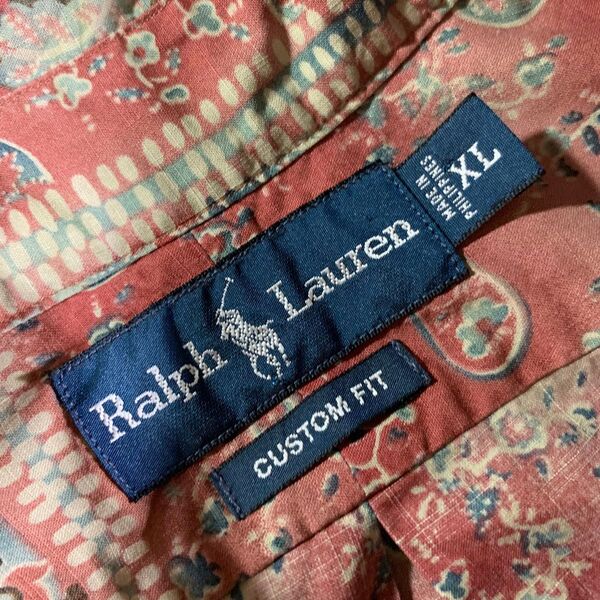 Ralph Lauren
CUSTOM FIT
XL
MADE IN
PHILIPPINES